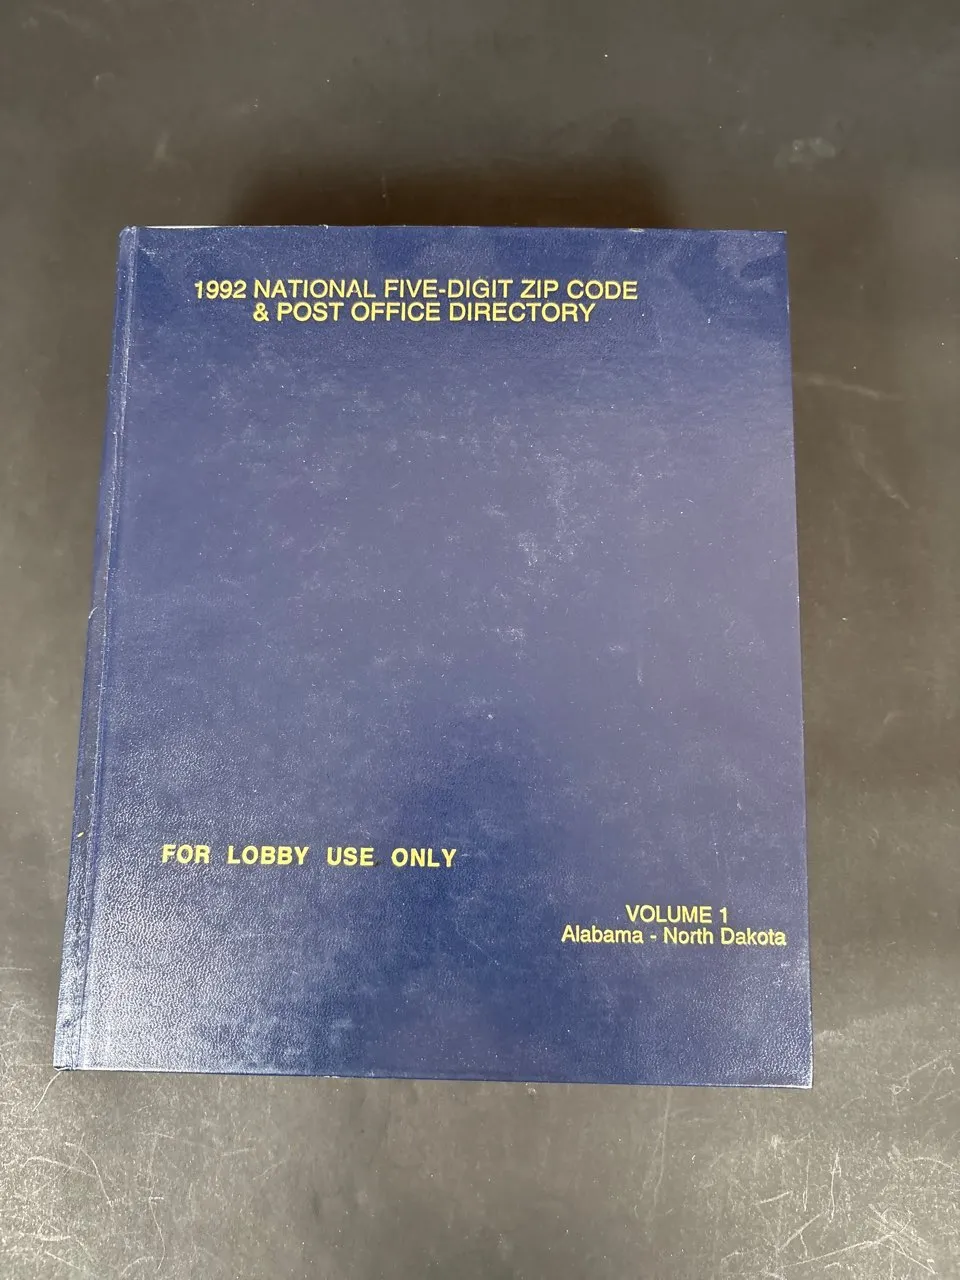 1992 NATIONAL FIVE-DIGIT ZIP CODE
& POST OFFICE DIRECTORY
FOR LOBBY USE ONLY
VOLUME 1
Alabama - North Dakota